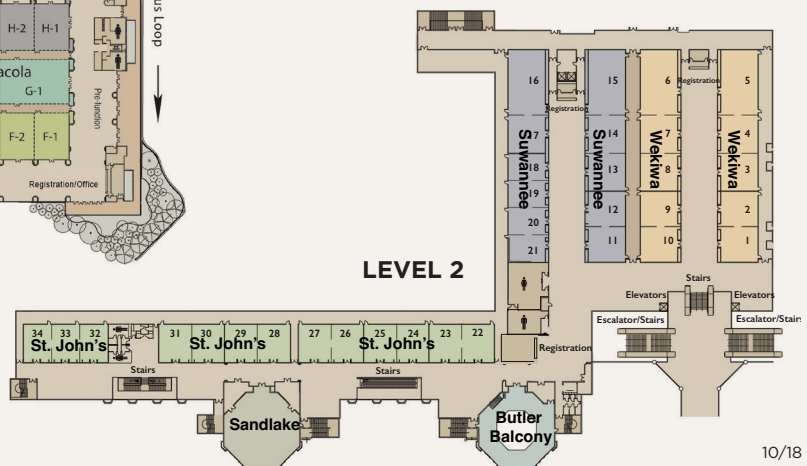 H-2
H-1
us Loop
acola
G-1
Pre-function
F-2
F-1
Registration/Office
LEVEL 2
16
15
6
5
Registration
Registration
Suwannee
17
18
19
20
21
Suwannee
14
13
12
11
Wekiwa
7
8
9
10
Wekiwa
4
3
2
1
Stairs
Elevators
Elevators
Escalator/Stairs
Escalator/Stairs
34
33
32
St. John's
31
30
29
28
St. John's
27
26
25
24
23
22
St. John's
Registration
Stairs
Stairs
Sandlake
Butler
Balcony
10/18